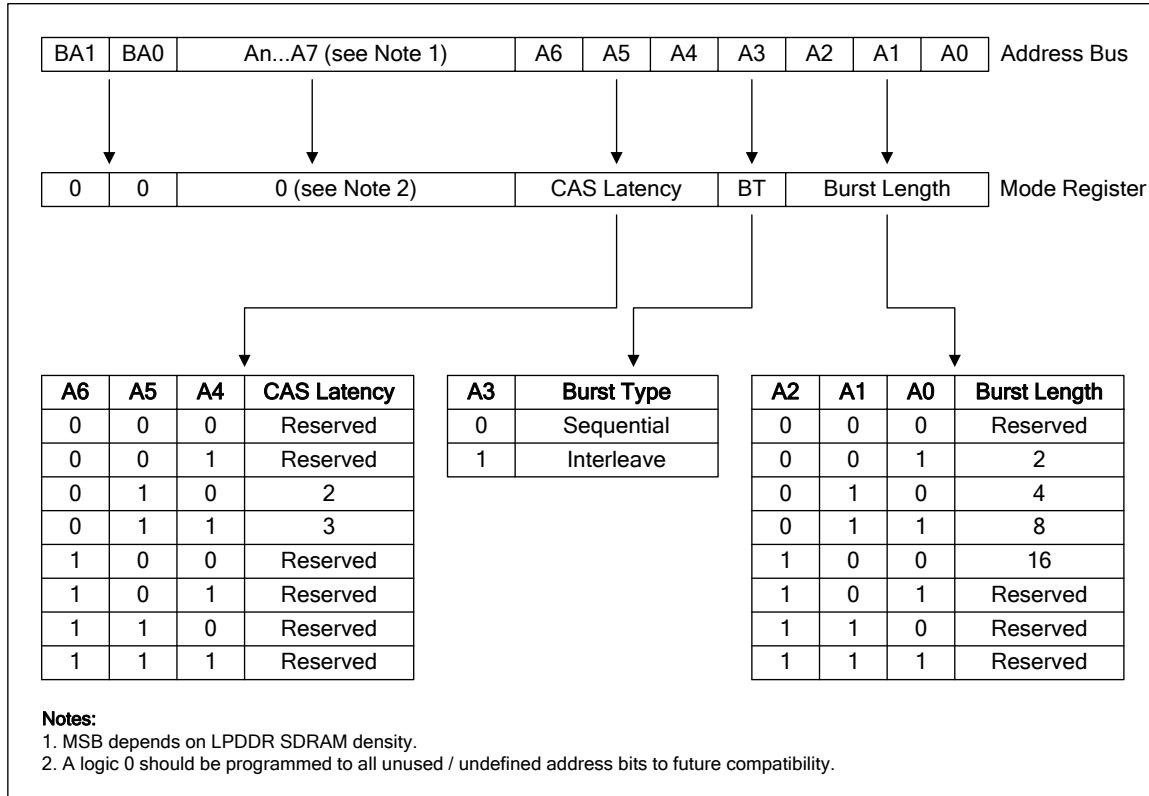 BA1 BA0 An...A7 (see Note 1) A6 A5 A4 A3 A2 A1 A0 Address Bus
0 0 0 (see Note 2) CAS Latency BT Burst Length Mode Register
A6 A5 A4 CAS Latency
0 0 0 Reserved
0 0 1 Reserved
0 1 0 2
0 1 1 3
1 0 0 Reserved
1 0 1 Reserved
1 1 0 Reserved
1 1 1 Reserved
A3 Burst Type
0 Sequential
1 Interleave
A2 A1 A0 Burst Length
0 0 0 Reserved
0 0 1 2
0 1 0 4
0 1 1 8
1 0 0 16
1 0 1 Reserved
1 1 0 Reserved
1 1 1 Reserved
Notes:
1. MSB depends on LPDDR SDRAM density.
2. A logic 0 should be programmed to all unused / undefined address bits to future compatibility.